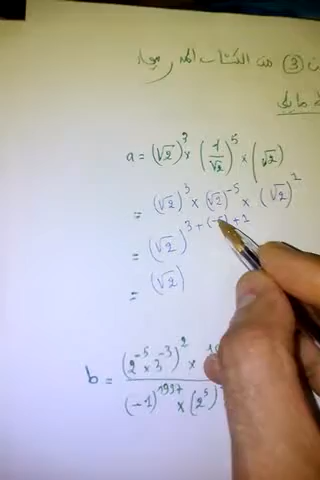 ③ من الكتاب المدرسي
a = (√2)³ × (1/√2)⁵ × (√2)
= (√2)³ × (√2)⁻⁵ × (√2)²
= (√2)³⁺⁽⁻⁵⁾⁺²
= (√2)
b = (2⁻⁵ × 3⁻³)² ×
(-1)¹⁹⁹⁷ × (2⁵)